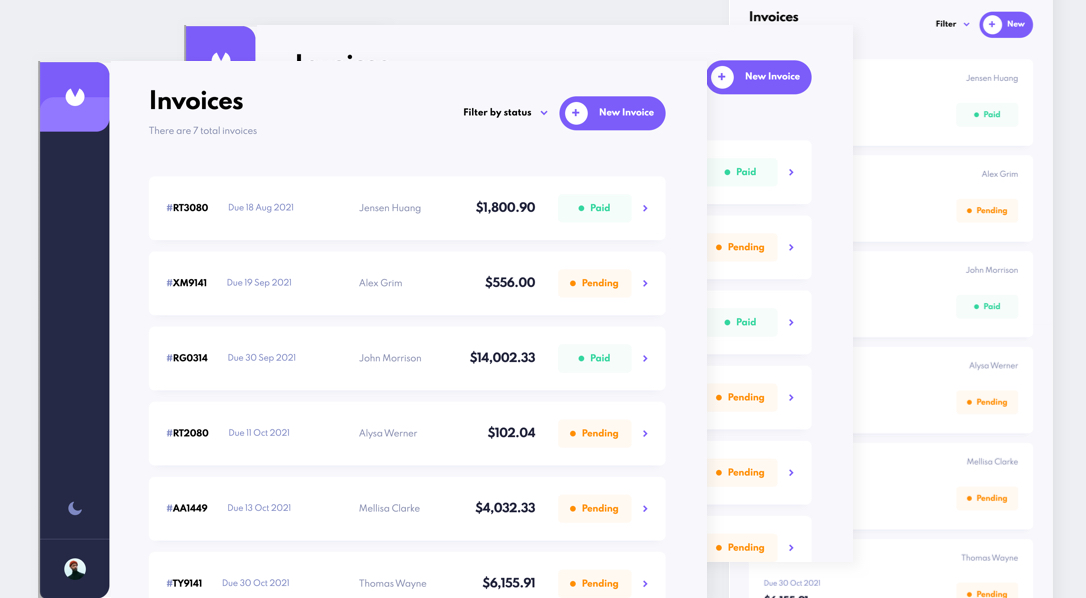 Invoices
There are 7 total invoices
Filter by status
+ New Invoice
#RT3080 Due 18 Aug 2021 Jensen Huang $1,800.90 Paid
#XM9141 Due 19 Sep 2021 Alex Grim $556.00 Pending
#RG0314 Due 30 Sep 2021 John Morrison $14,002.33 Paid
#RT2080 Due 11 Oct 2021 Alysa Werner $102.04 Pending
#AA1449 Due 13 Oct 2021 Mellisa Clarke $4,032.33 Pending
#TY9141 Due 30 Oct 2021 Thomas Wayne $6,155.91 Pending
+ New Invoice
Paid
Pending
Paid
Pending
Pending
Pending
Invoices
Filter
+ New
Jensen Huang
Paid
Alex Grim
Pending
John Morrison
Paid
Alysa Werner
Pending
Mellisa Clarke
Pending
Thomas Wayne
Due 30 Oct 2021
Pending